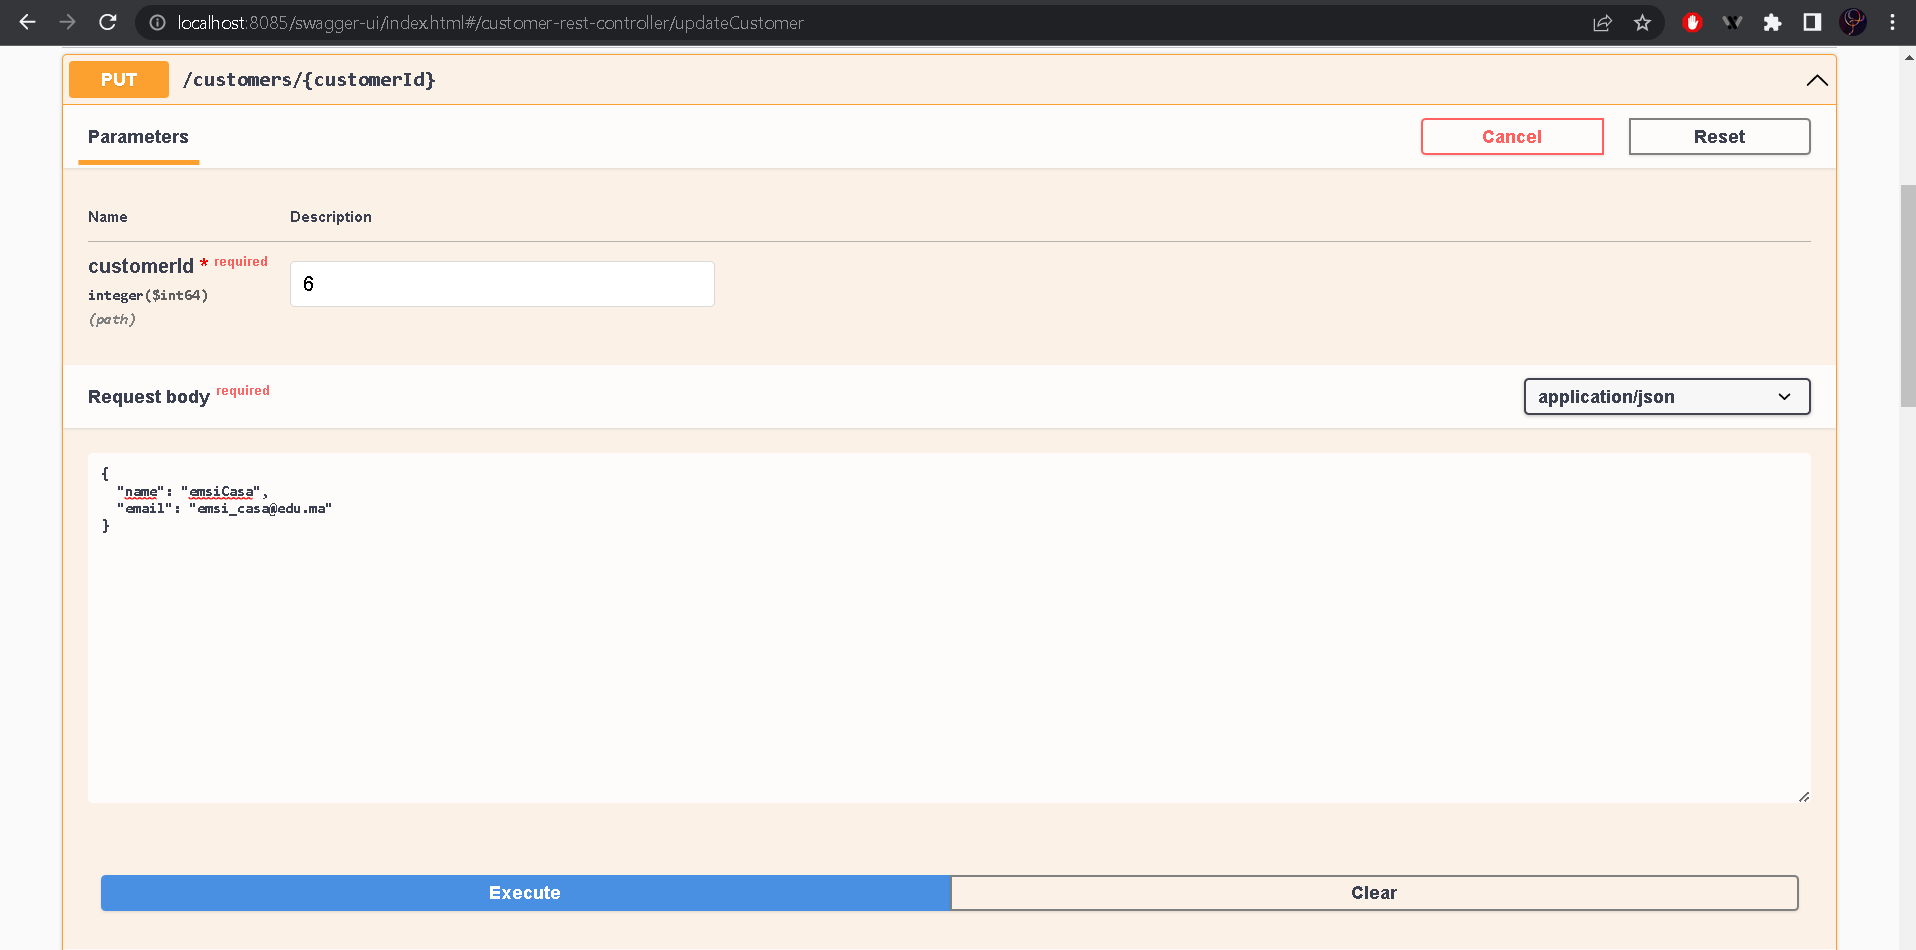 localhost:8085/swagger-ui/index.html#/customer-rest-controller/updateCustomer
PUT /customers/{customerId}
Parameters
Cancel
Reset
Name Description
customerId * required
integer($int64)
(path)
6
Request body required
application/json
{
"name": "emsiCasa",
"email": "emsi_casa@edu.ma"
}
Execute
Clear